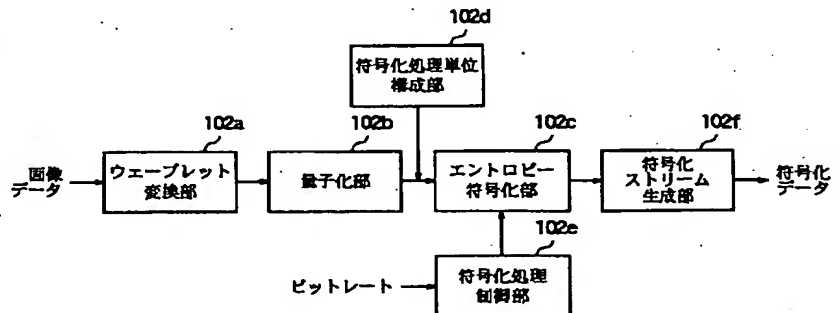 102d
符号化処理単位
構成部
102a
102b
102c
102f
画像
データ
ウェーブレット
変換部
量子化部
エントロピー
符号化部
符号化
ストリーム
生成部
符号化
データ
102e
ビットレート
符号化処理
制御部